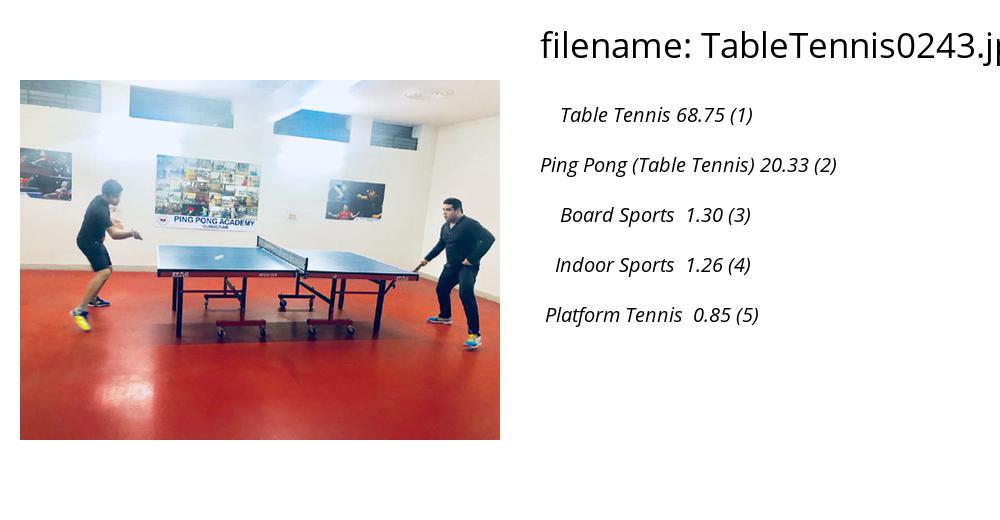 filename: TableTennis0243.jp
Table Tennis 68.75 (1)
Ping Pong (Table Tennis) 20.33 (2)
Board Sports 1.30 (3)
Indoor Sports 1.26 (4)
Platform Tennis 0.85 (5)
PING PONG ACADEMY
GURUGRAM
STAG